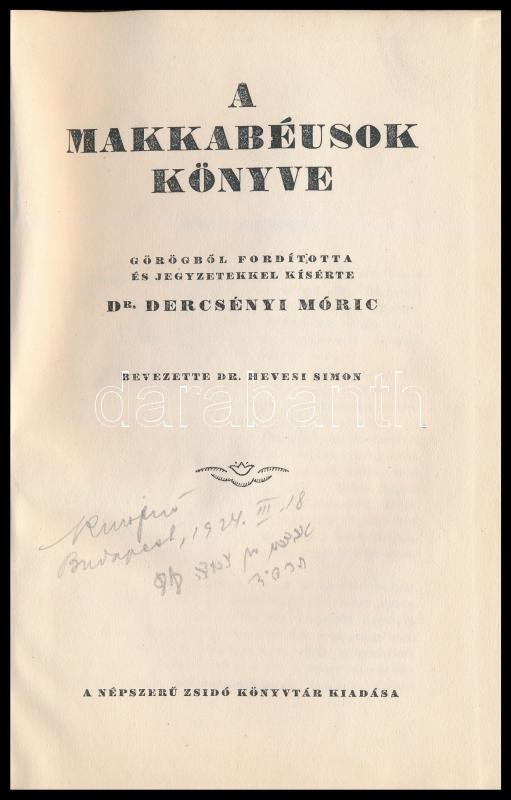 A
MAKKABÉUSOK
KÖNYVE
GÖRÖGBŐL FORDÍTOTTA
ÉS JEGYZETEKKEL KÍSÉRTE
DR. DERCSÉNYI MÓRIC
BEVEZETTE DR. HEVESI SIMON
darabanth
Budapest, 1924. III. 18
A NÉPSZERŰ ZSIDÓ KÖNYVTÁR KIADÁSA